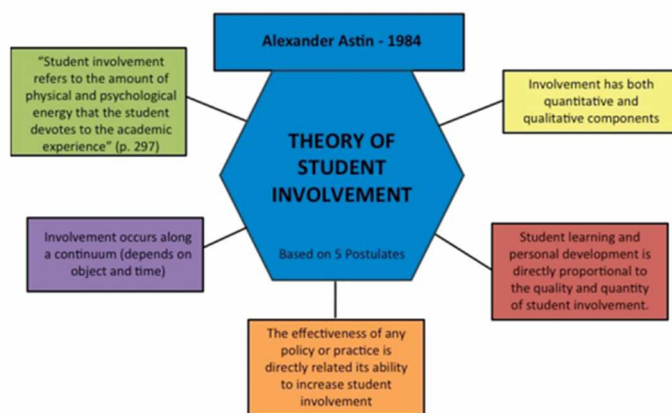 Alexander Astin - 1984
"Student involvement
refers to the amount of
physical and psychological
energy that the student
devotes to the academic
experience" (p. 297)
Involvement has both
quantitative and
qualitative components
THEORY OF
STUDENT
INVOLVEMENT
Based on 5 Postulates
Involvement occurs along
a continuum (depends on
object and time)
Student learning and
personal development is
directly proportional to
the quality and quantity
of student involvement.
The effectiveness of any
policy or practice is
directly related its ability
to increase student
involvement